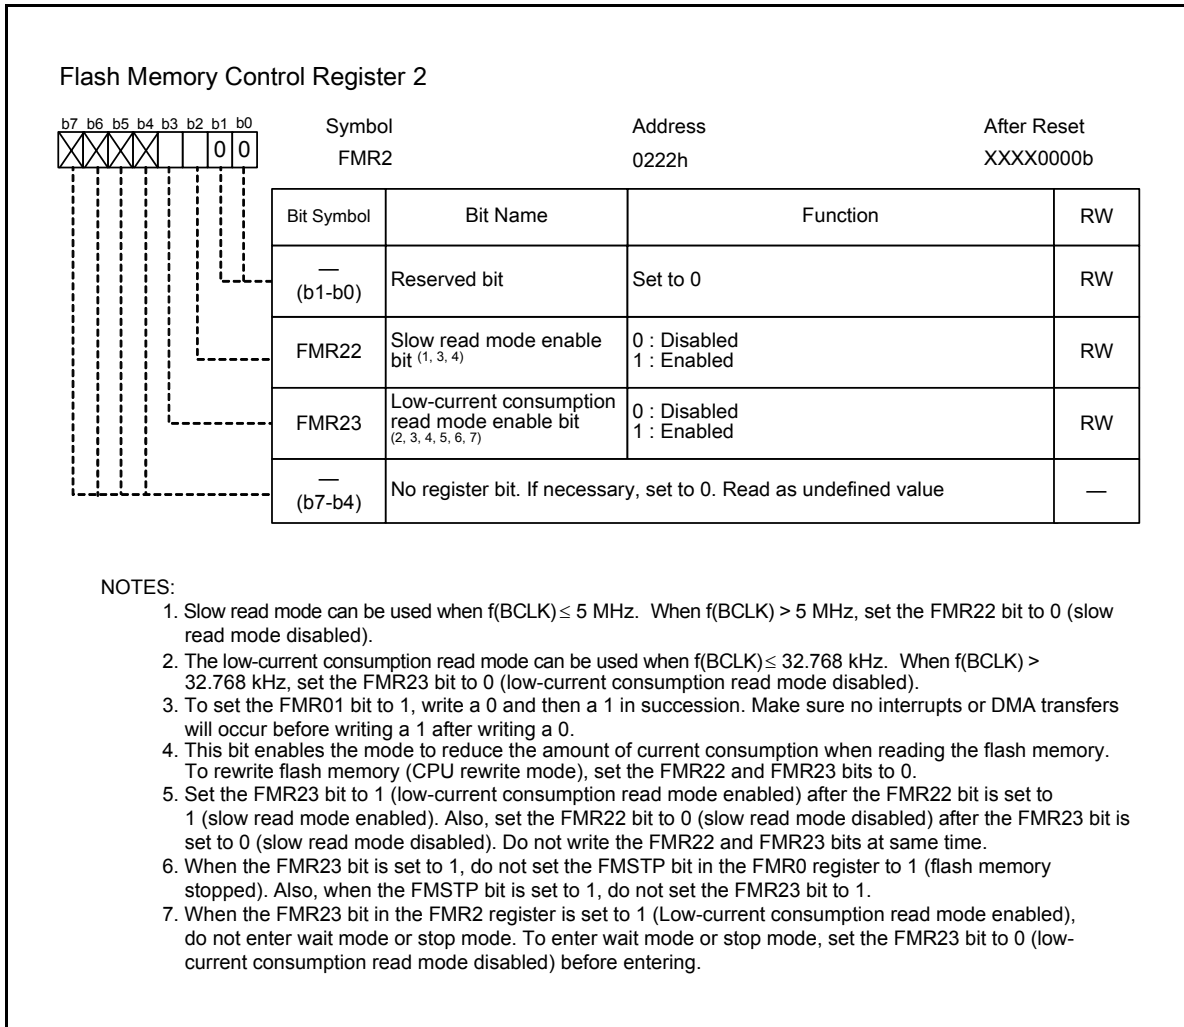 Flash Memory Control Register 2
b7 b6 b5 b4 b3 b2 b1 b0
0 0
Symbol Address After Reset
FMR2 0222h XXXX0000b
Bit Symbol Bit Name Function RW
—
(b1-b0) Reserved bit Set to 0 RW
FMR22 Slow read mode enable
bit (1, 3, 4) 0 : Disabled
1 : Enabled RW
FMR23 Low-current consumption
read mode enable bit
(2, 3, 4, 5, 6, 7) 0 : Disabled
1 : Enabled RW
—
(b7-b4) No register bit. If necessary, set to 0. Read as undefined value —
NOTES:
1. Slow read mode can be used when f(BCLK) ≤ 5 MHz. When f(BCLK) > 5 MHz, set the FMR22 bit to 0 (slow
read mode disabled).
2. The low-current consumption read mode can be used when f(BCLK) ≤ 32.768 kHz. When f(BCLK) >
32.768 kHz, set the FMR23 bit to 0 (low-current consumption read mode disabled).
3. To set the FMR01 bit to 1, write a 0 and then a 1 in succession. Make sure no interrupts or DMA transfers
will occur before writing a 1 after writing a 0.
4. This bit enables the mode to reduce the amount of current consumption when reading the flash memory.
To rewrite flash memory (CPU rewrite mode), set the FMR22 and FMR23 bits to 0.
5. Set the FMR23 bit to 1 (low-current consumption read mode enabled) after the FMR22 bit is set to
1 (slow read mode enabled). Also, set the FMR22 bit to 0 (slow read mode disabled) after the FMR23 bit is
set to 0 (slow read mode disabled). Do not write the FMR22 and FMR23 bits at same time.
6. When the FMR23 bit is set to 1, do not set the FMSTP bit in the FMR0 register to 1 (flash memory
stopped). Also, when the FMSTP bit is set to 1, do not set the FMR23 bit to 1.
7. When the FMR23 bit in the FMR2 register is set to 1 (Low-current consumption read mode enabled),
do not enter wait mode or stop mode. To enter wait mode or stop mode, set the FMR23 bit to 0 (low-
current consumption read mode disabled) before entering.